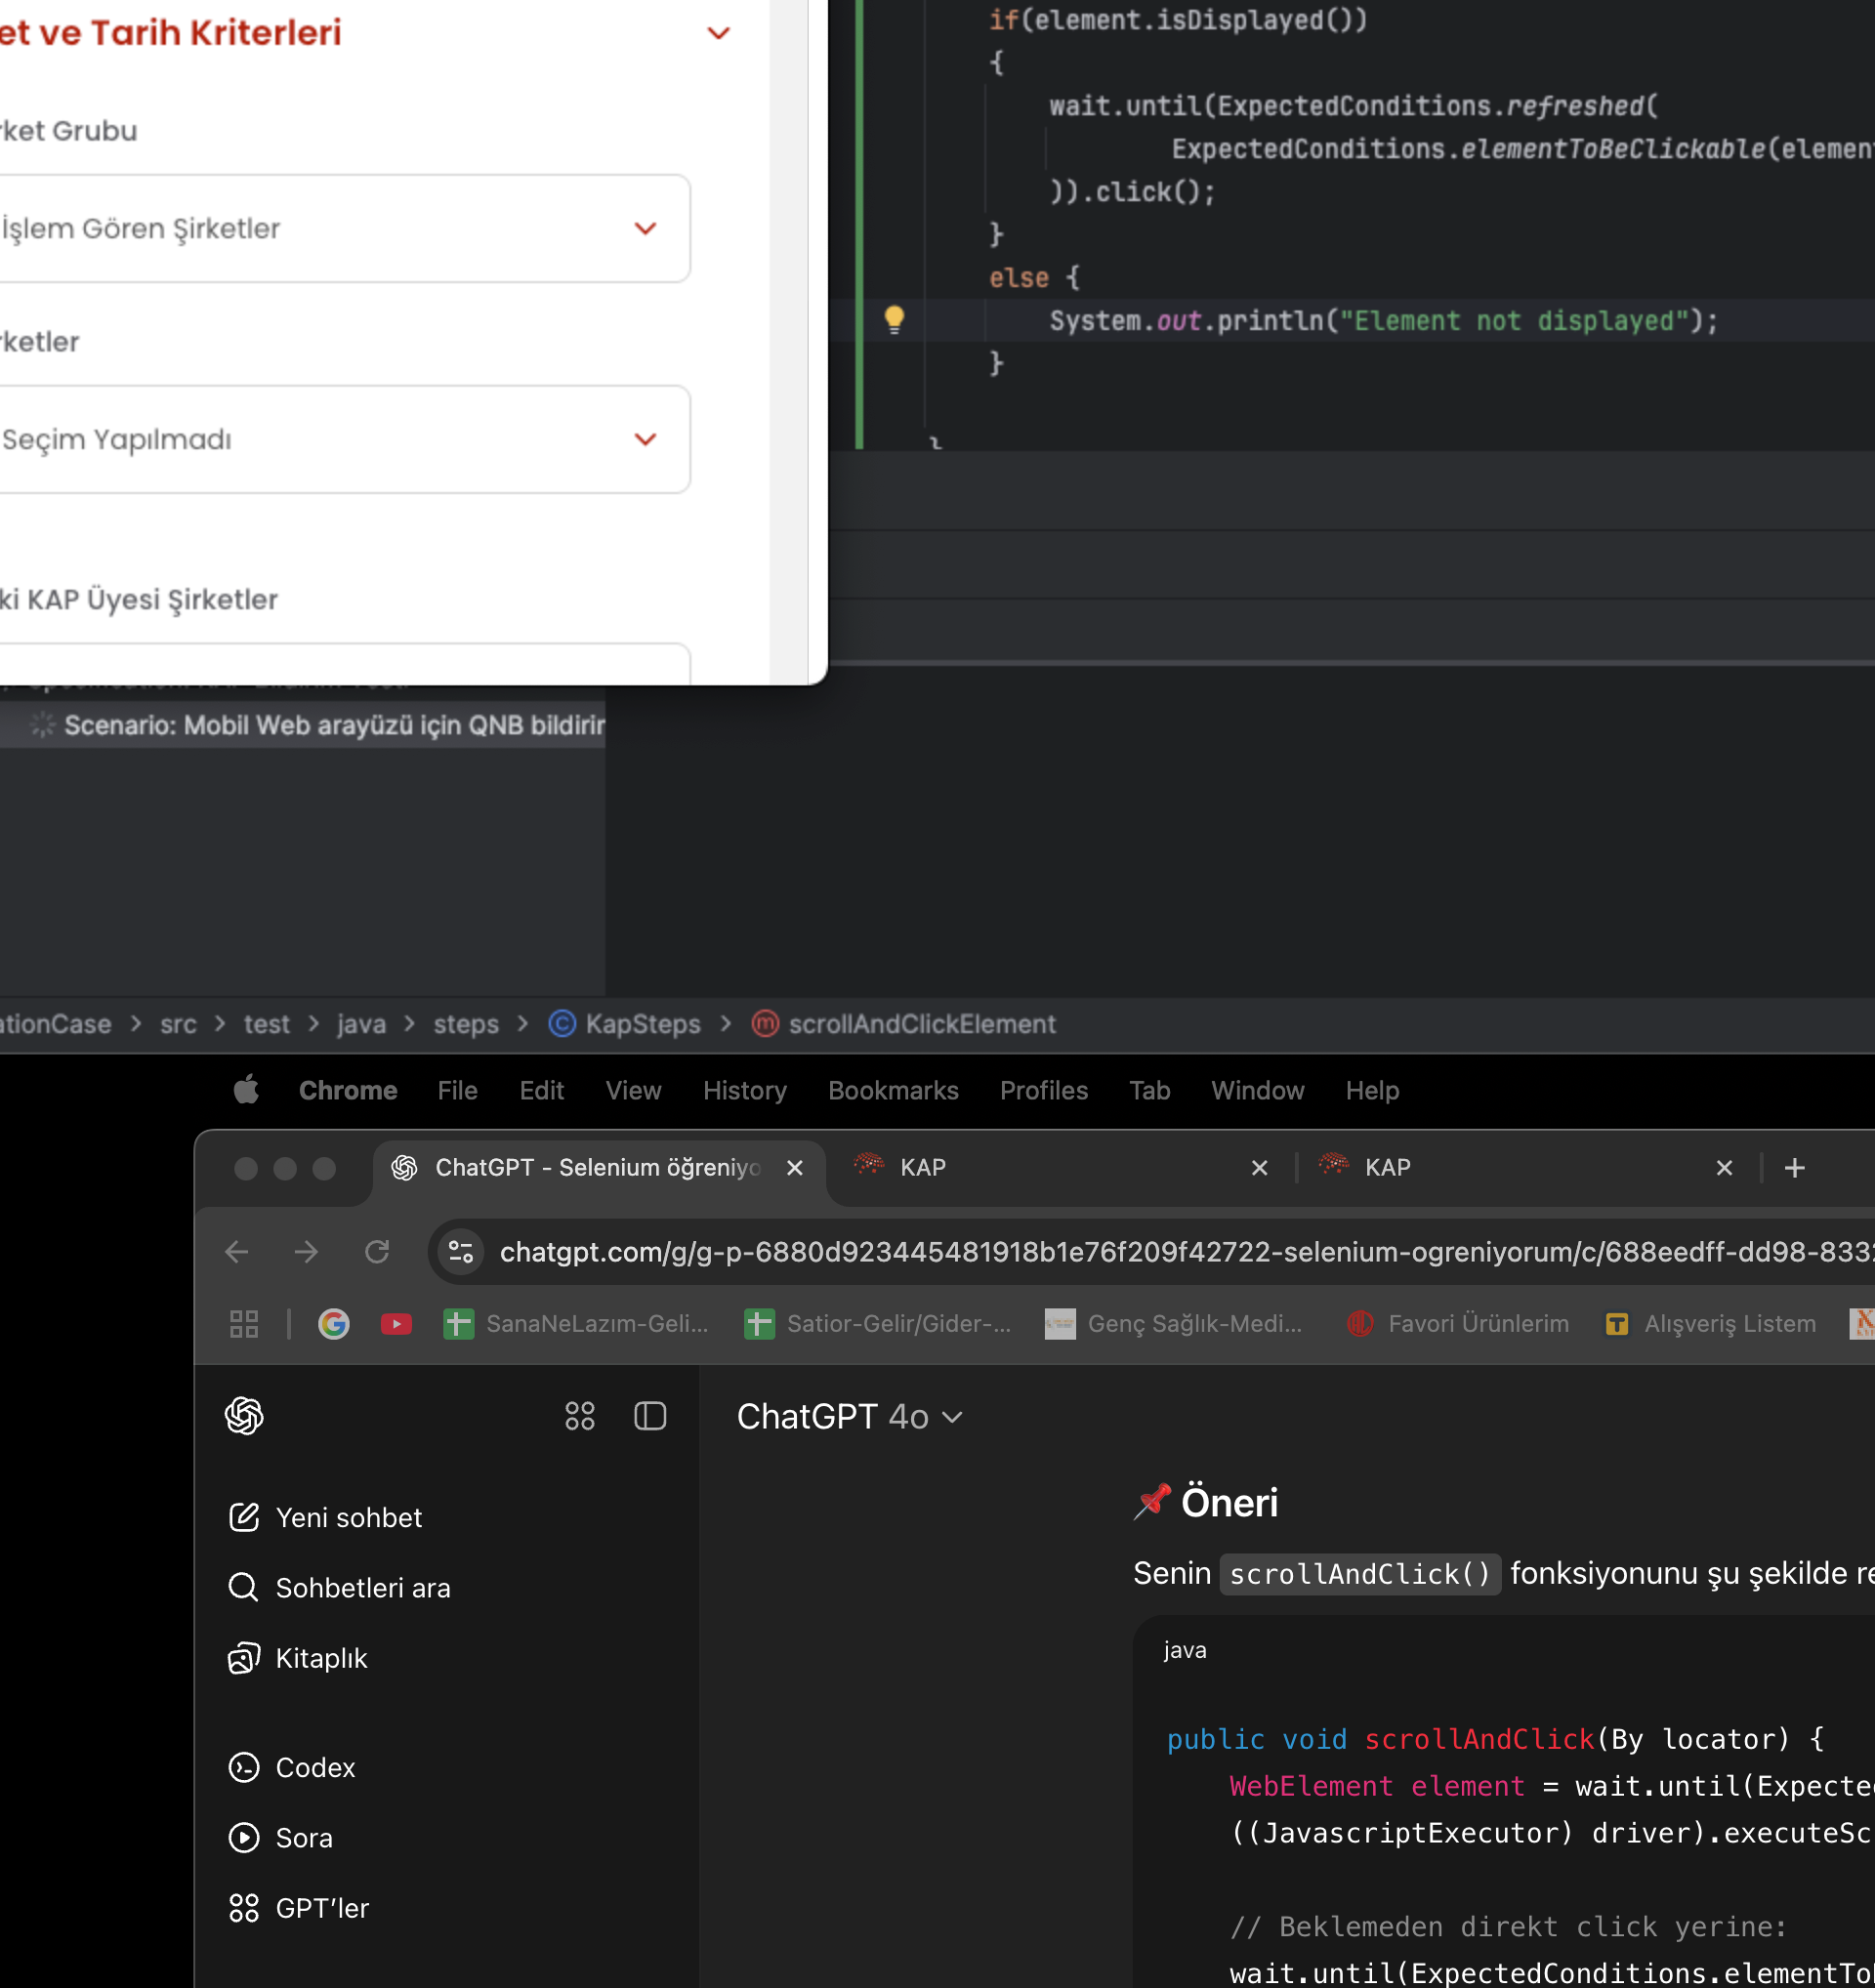 et ve Tarih Kriterleri
rket Grubu
İşlem Gören Şirketler
rketler
Seçim Yapılmadı
ki KAP Üyesi Şirketler
if(element.isDisplayed())
{
wait.until(ExpectedConditions.refreshed(
ExpectedConditions.elementToBeClickable(elemen
)).click();
}
else {
System.out.println("Element not displayed");
}
}
Scenario: Mobil Web arayüzü için QNB bildirir
ationCase > src > test > java > steps > KapSteps > scrollAndClickElement
Chrome File Edit View History Bookmarks Profiles Tab Window Help
ChatGPT - Selenium öğreniyo
KAP
KAP
chatgpt.com/g/g-p-6880d923445481918b1e76f209f42722-selenium-ogreniyorum/c/688eedff-dd98-833
SanaNeLazım-Geli...
Satior-Gelir/Gider-...
Genç Sağlık-Medi...
Favori Ürünlerim
Alışveriş Listem
ChatGPT 4o
Yeni sohbet
Sohbetleri ara
Kitaplık
Codex
Sora
GPT'ler
📌 Öneri
Senin scrollAndClick() fonksiyonunu şu şekilde re
java
public void scrollAndClick(By locator) {
WebElement element = wait.until(Expected
((JavascriptExecutor) driver).executeSc
// Beklemeden direkt click yerine:
wait.until(ExpectedConditions.elementTo